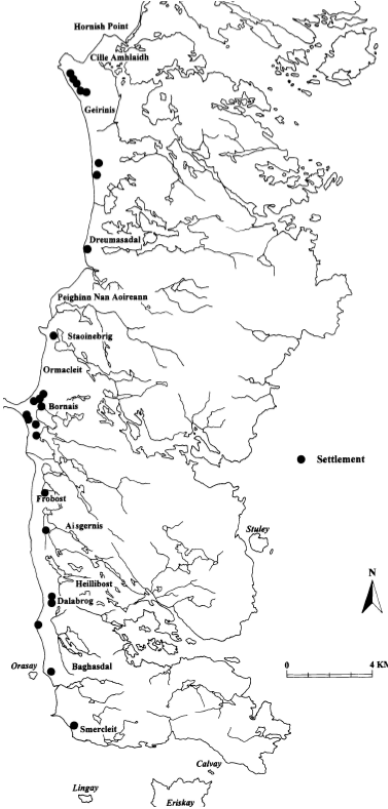 Hornish Point
Cille Amhlaidh
Geirinis
Dreumasadal
Peighinn Nan Aoireann
Staoinebrig
Ormacleit
Bornais
Settlement
Frobost
Aisgernis
Stuley
N
Heillibost
Dalabrog
0 4 KM
Orasay
Baghasdal
Smercleit
Calvay
Lingay
Eriskay